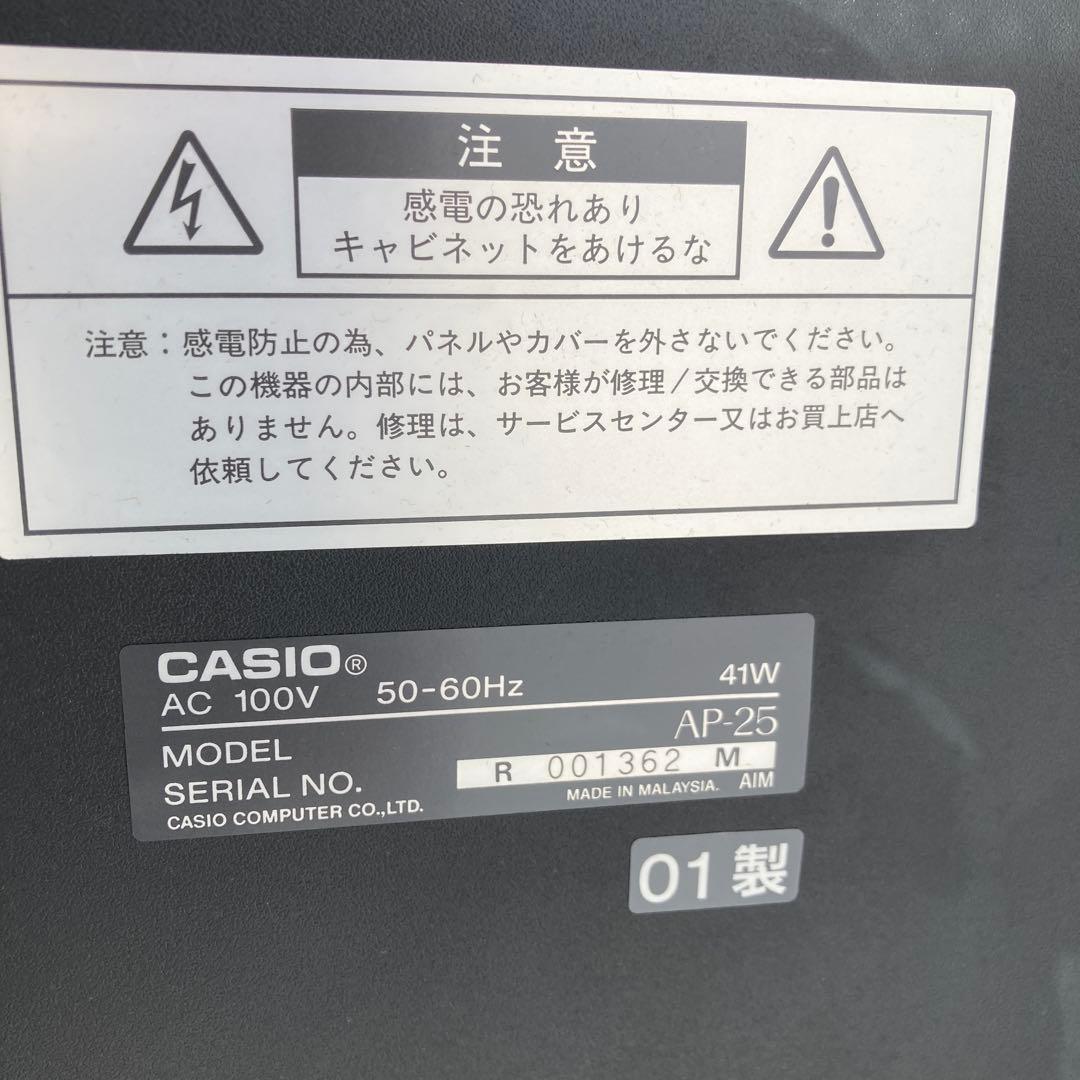 注 意
感電の恐れあり
キャビネットをあけるな
注意：感電防止の為、パネルやカバーを外さないでください。
この機器の内部には、お客様が修理／交換できる部品は
ありません。修理は、サービスセンター又はお買上店へ
依頼してください。
CASIO®
AC 100V 50-60Hz 41W
MODEL AP-25
SERIAL NO. R 001362 M
CASIO COMPUTER CO.,LTD. MADE IN MALAYSIA. AIM
01製